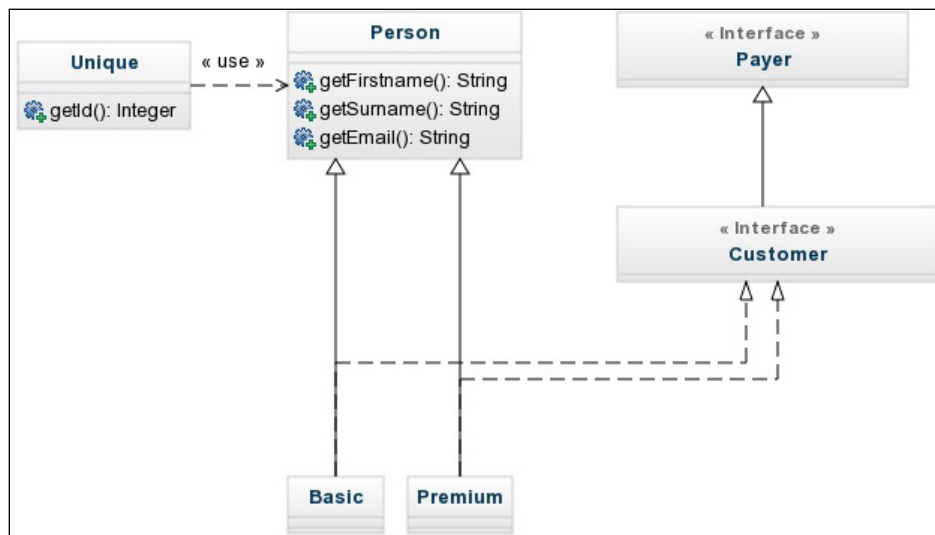 Unique
getId(): Integer
« use »
Person
getFirstname(): String
getSurname(): String
getEmail(): String
« Interface »
Payer
« Interface »
Customer
Basic
Premium